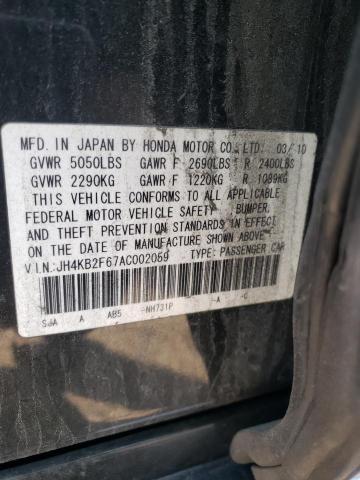 MFD. IN JAPAN BY HONDA MOTOR CO., LTD. 03/10
GVWR 5050LBS GAWR F 2690LBS R 2400LBS
GVWR 2290KG GAWR F 1220KG R 1089KG
THIS VEHICLE CONFORMS TO ALL APPLICABLE
FEDERAL MOTOR VEHICLE SAFETY, BUMPER,
AND THEFT PREVENTION STANDARDS IN EFFECT
ON THE DATE OF MANUFACTURE SHOWN ABOVE.
V.I.N.:JH4KB2F67AC002059 TYPE: PASSENGER CAR
SJA A AB5 -NH731P -A -C